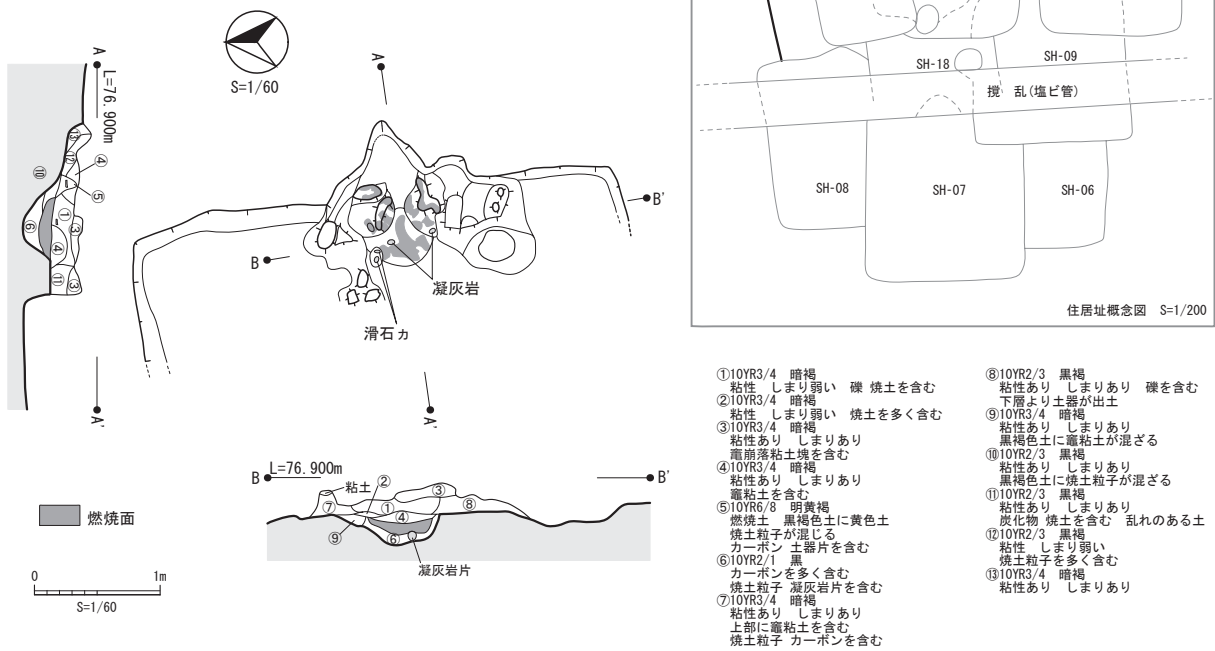 S=1/60
A
L=76.900m
⑬
⑫
④
⑩
⑤
①
⑥
③
④
⑪
③
A'
A
B'
B
凝灰岩
滑石ヵ
A'
B
L=76.900m
B'
粘土
②
③
⑦
①
④
⑧
⑨
⑥
凝灰岩片
燃焼面
0
1m
S=1/60
SH-18
SH-09
撹 乱(塩ビ管)
SH-08
SH-07
SH-06
住居址概念図 S=1/200
①10YR3/4 暗褐
粘性 しまり弱い 礫 焼土を含む
②10YR3/4 暗褐
粘性 しまり弱い 焼土を多く含む
③10YR3/4 暗褐
粘性あり しまりあり
竃崩落粘土塊を含む
④10YR3/4 暗褐
粘性あり しまりあり
竈粘土を含む
⑤10YR6/8 明黄褐
燃焼土 黒褐色土に黄色土
焼土粒子が混じる
カーボン 土器片を含む
⑥10YR2/1 黒
カーボンを多く含む
焼土粒子 凝灰岩片を含む
⑦10YR3/4 暗褐
粘性あり しまりあり
上部に竈粘土を含む
焼土粒子 カーボンを含む
⑧10YR2/3 黒褐
粘性あり しまりあり 礫を含む
下層より土器が出土
⑨10YR3/4 暗褐
粘性あり しまりあり
黒褐色土に竈粘土が混ざる
⑩10YR2/3 黒褐
粘性あり しまりあり
黒褐色土に焼土粒子が混ざる
⑪10YR2/3 黒褐
粘性あり しまりあり
炭化物 焼土を含む 乱れのある土
⑫10YR2/3 黒褐
粘性 しまり弱い
焼土粒子を多く含む
⑬10YR3/4 暗褐
粘性あり しまりあり